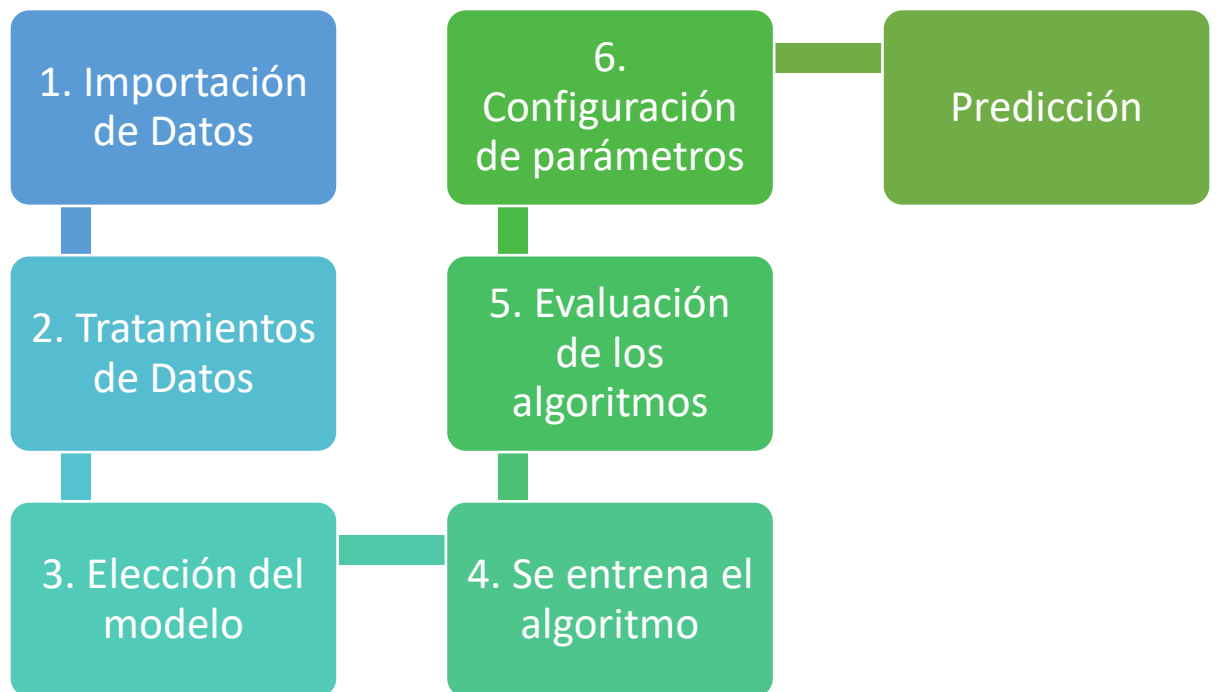 1. Importación
de Datos
2. Tratamientos
de Datos
3. Elección del
modelo
4. Se entrena el
algoritmo
5. Evaluación
de los
algoritmos
6.
Configuración
de parámetros
Predicción